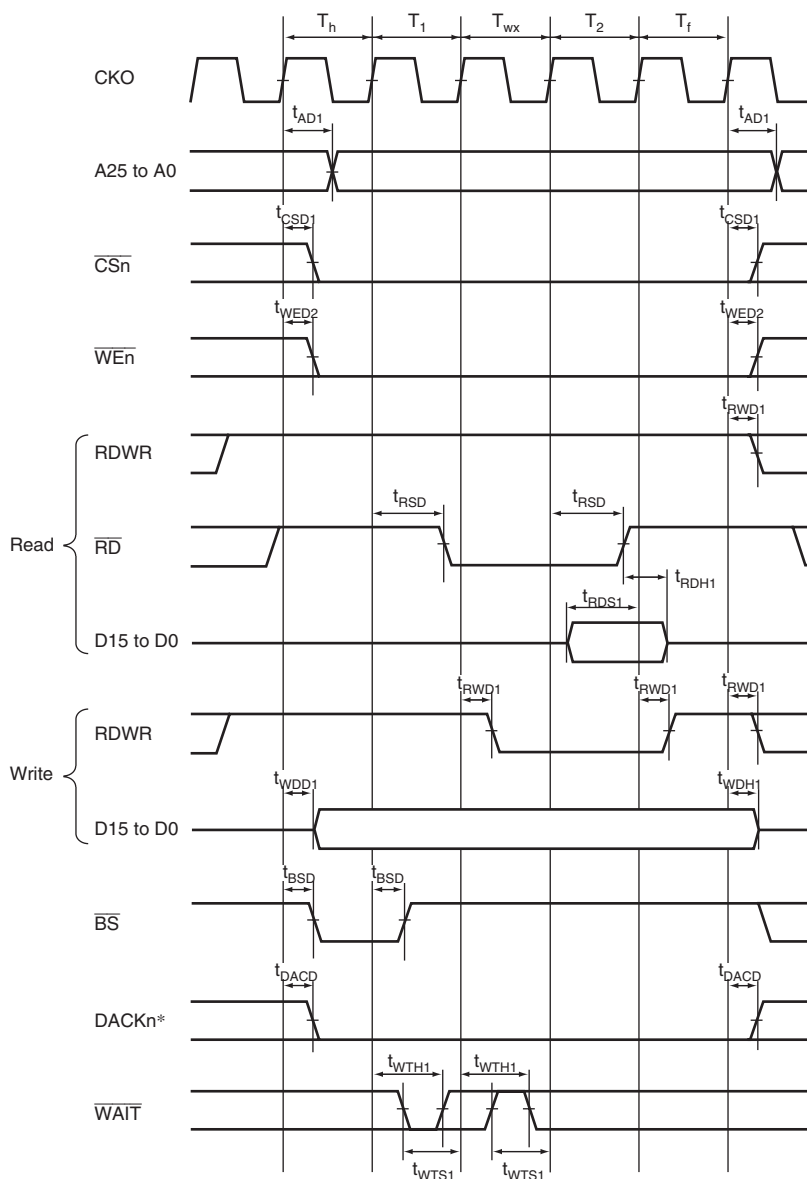 Th T1 Twx T2 Tf
CKO
tAD1 tAD1
A25 to A0
tCSD1 tCSD1
CSn
tWED2 tWED2
WEn
tRWD1
RDWR
tRSD tRSD
Read
RD
tRDH1
tRDS1
D15 to D0
tRWD1 tRWD1 tRWD1
RDWR
Write
tWDD1 tWDH1
D15 to D0
tBSD tBSD
BS
tDACD tDACD
DACKn*
tWTH1 tWTH1
WAIT
tWTS1 tWTS1